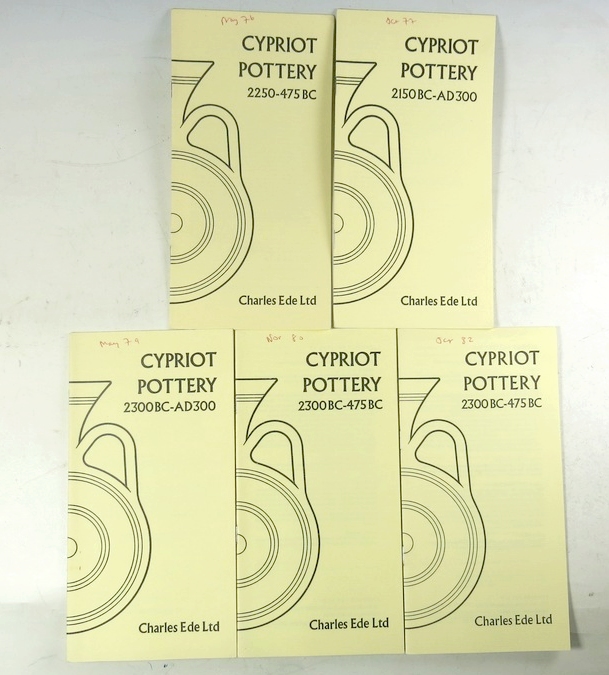 May 76
CYPRIOT
POTTERY
2250-475 BC
Charles Ede Ltd
Oct 77
CYPRIOT
POTTERY
2150 BC-AD 300
Charles Ede Ltd
May 79
CYPRIOT
POTTERY
2300 BC-AD 300
Charles Ede Ltd
Nov 80
CYPRIOT
POTTERY
2300 BC-475 BC
Charles Ede Ltd
Oct 82
CYPRIOT
POTTERY
2300 BC-475 BC
Charles Ede Ltd